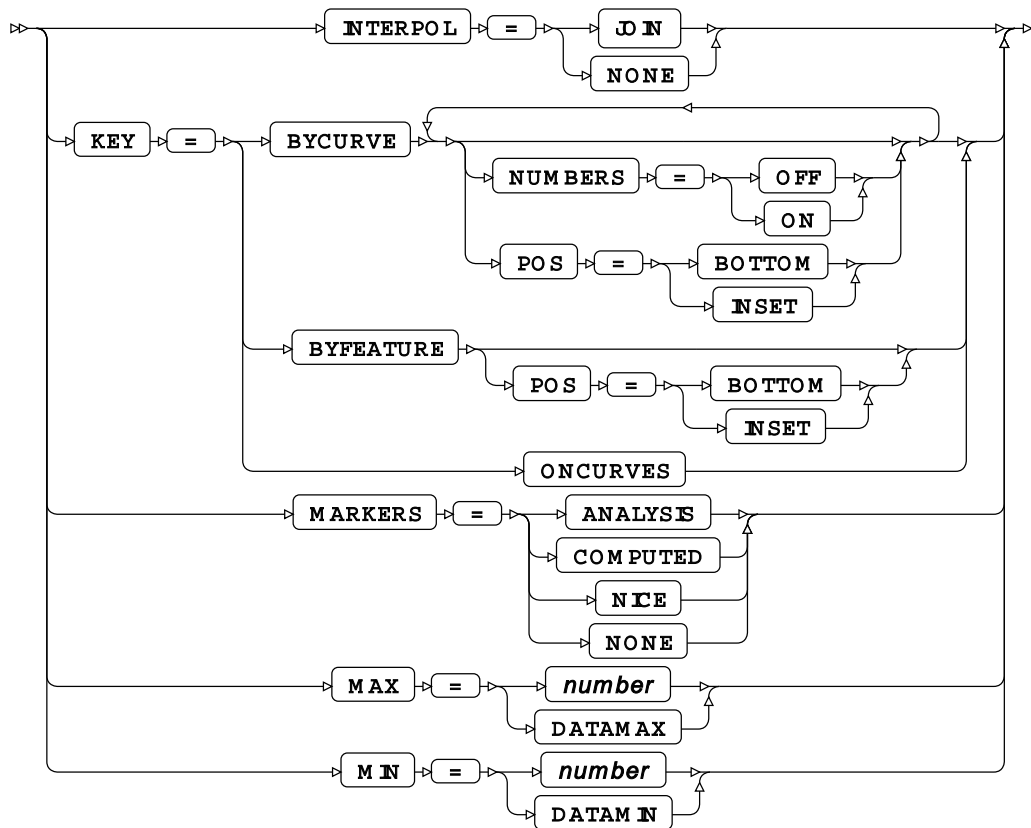 INTERPOL = JOIN
NONE
KEY = BYCURVE
NUMBERS = OFF
ON
POS = BOTTOM
INSET
BYFEATURE
POS = BOTTOM
INSET
ONCURVES
MARKERS = ANALYSIS
COMPUTED
NICE
NONE
MAX = number
DATAMAX
MIN = number
DATAMIN